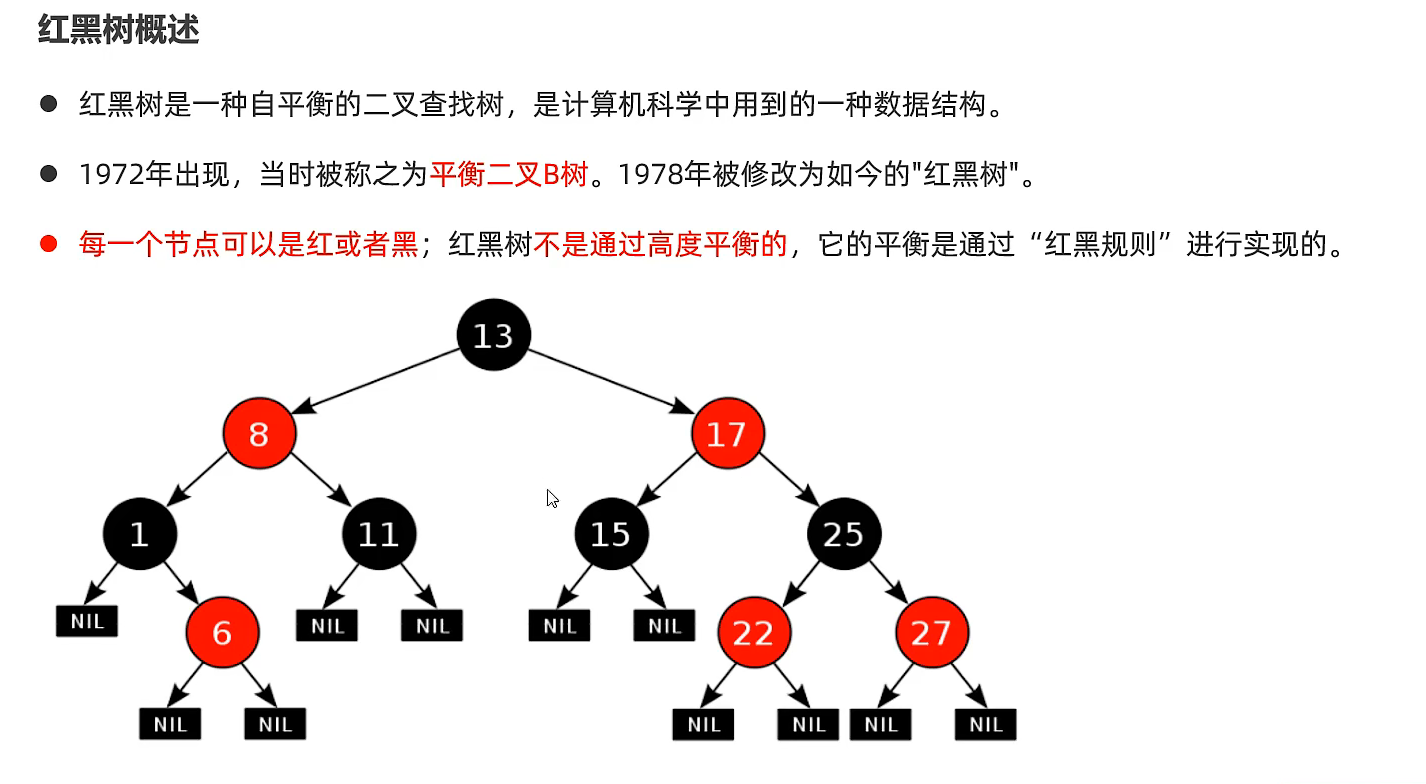 红黑树概述
红黑树是一种自平衡的二叉查找树，是计算机科学中用到的一种数据结构。
1972年出现，当时被称之为平衡二叉B树。1978年被修改为如今的"红黑树"。
每一个节点可以是红或者黑；红黑树不是通过高度平衡的，它的平衡是通过“红黑规则”进行实现的。
13
8 17
1 11 15 25
NIL 6 NIL NIL NIL NIL 22 27
NIL NIL NIL NIL NIL NIL